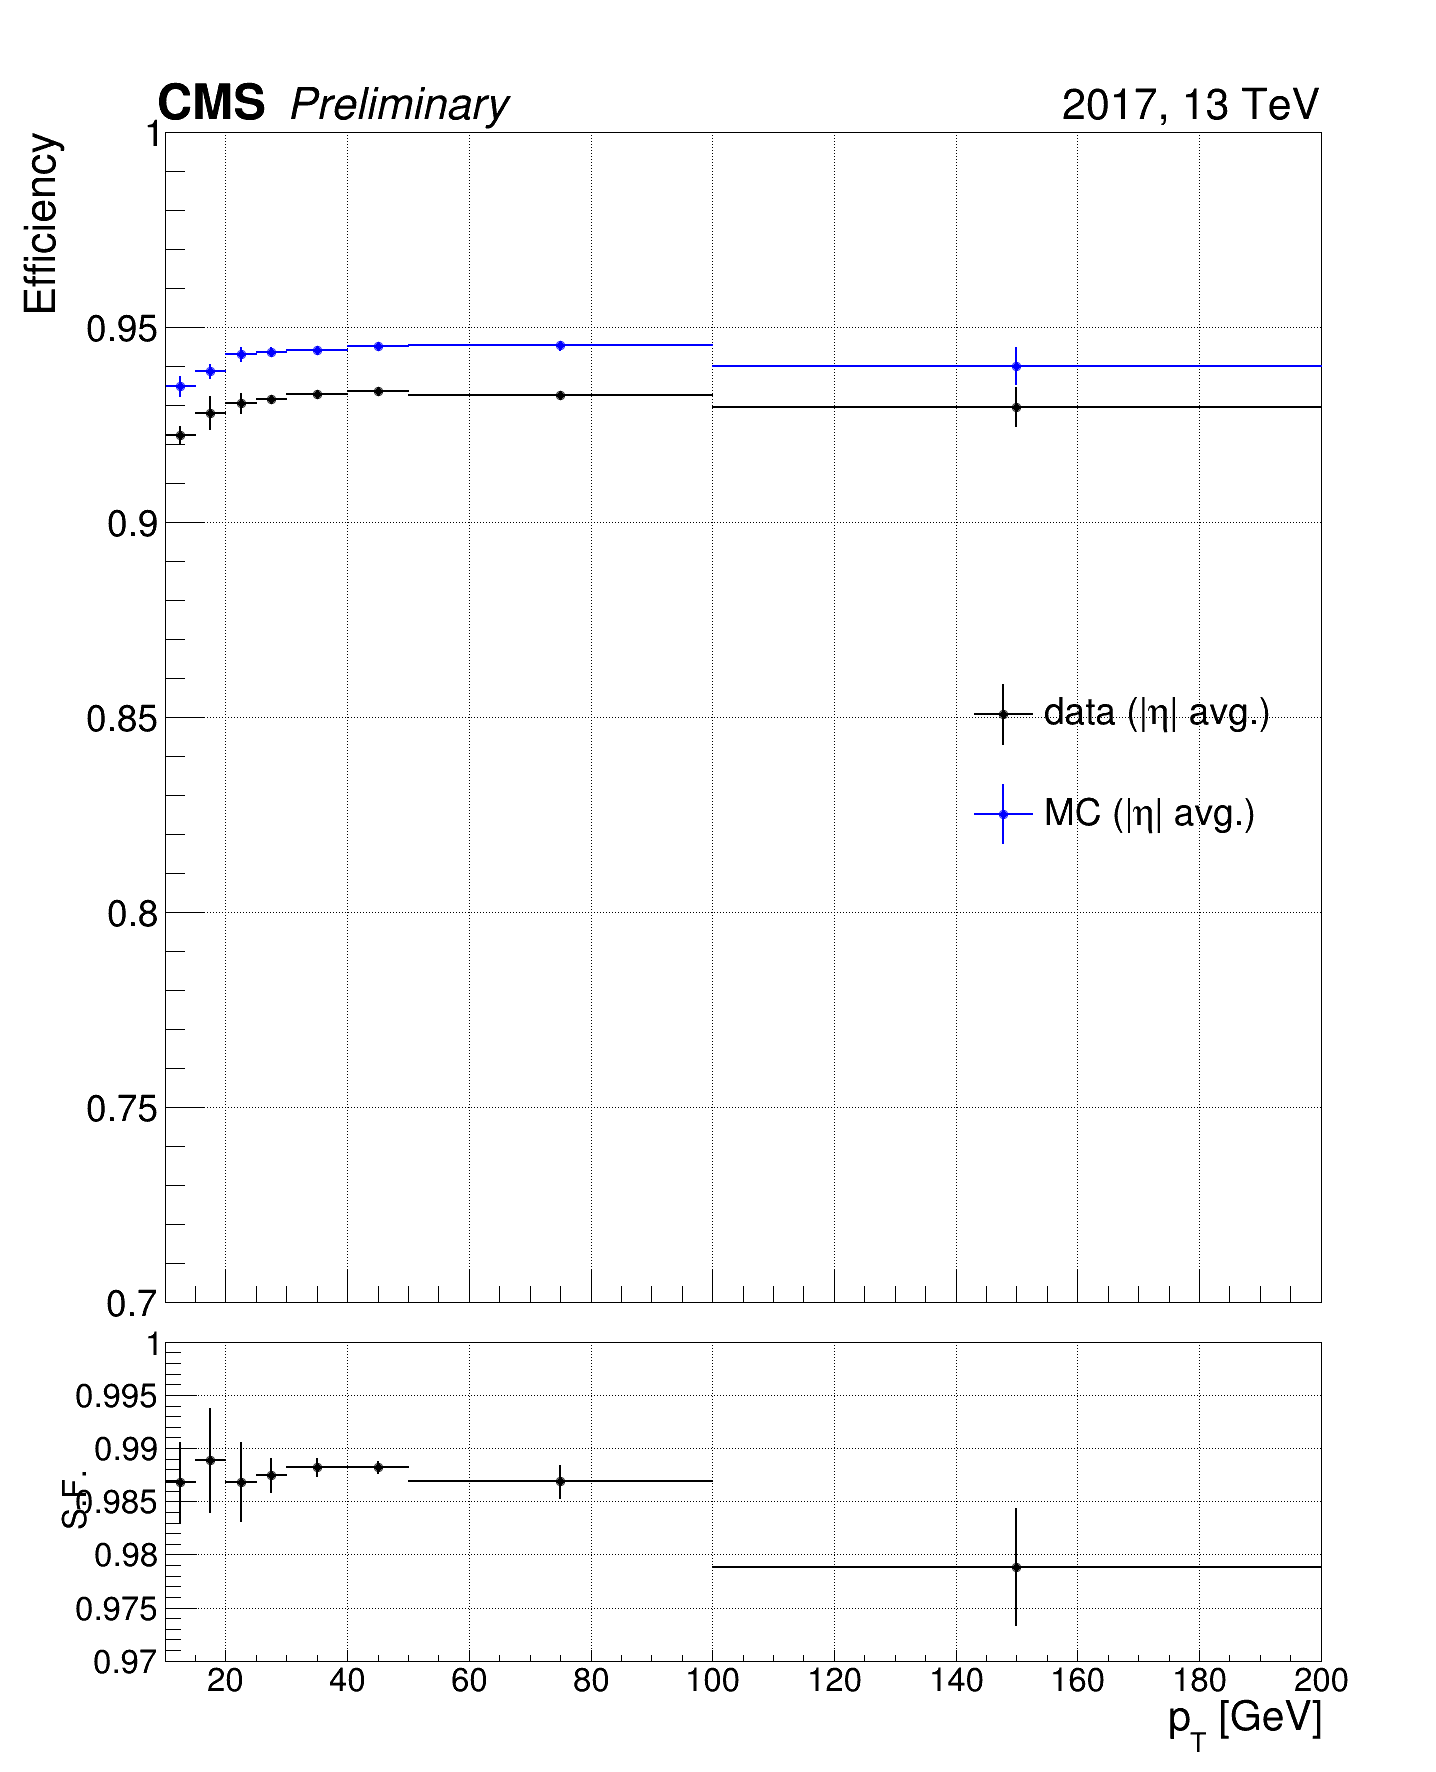 CMS Preliminary 2017, 13 TeV
Efficiency
1
0.95
0.9
0.85
0.8
0.75
0.7
data (|η| avg.)
MC (|η| avg.)
S.F.
1
0.995
0.99
0.985
0.98
0.975
0.97
20 40 60 80 100 120 140 160 180 200
p_T [GeV]